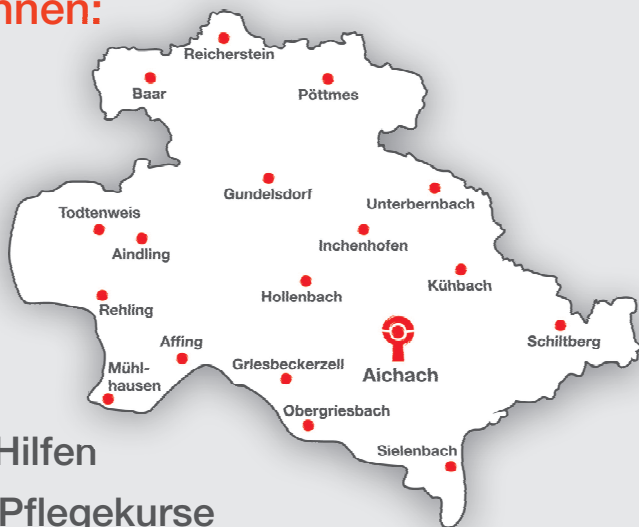 nnen:
Reicherstein
Baar
Pöttmes
Gundelsdorf
Unterbernbach
Todtenweis
Aindling
Inchenhofen
Hollenbach
Kühbach
Rehling
Affing
Schiltberg
Griesbeckerzell
Mühl-
hausen
Aichach
Obergriesbach
Sielenbach
Hilfen
Pflegekurse